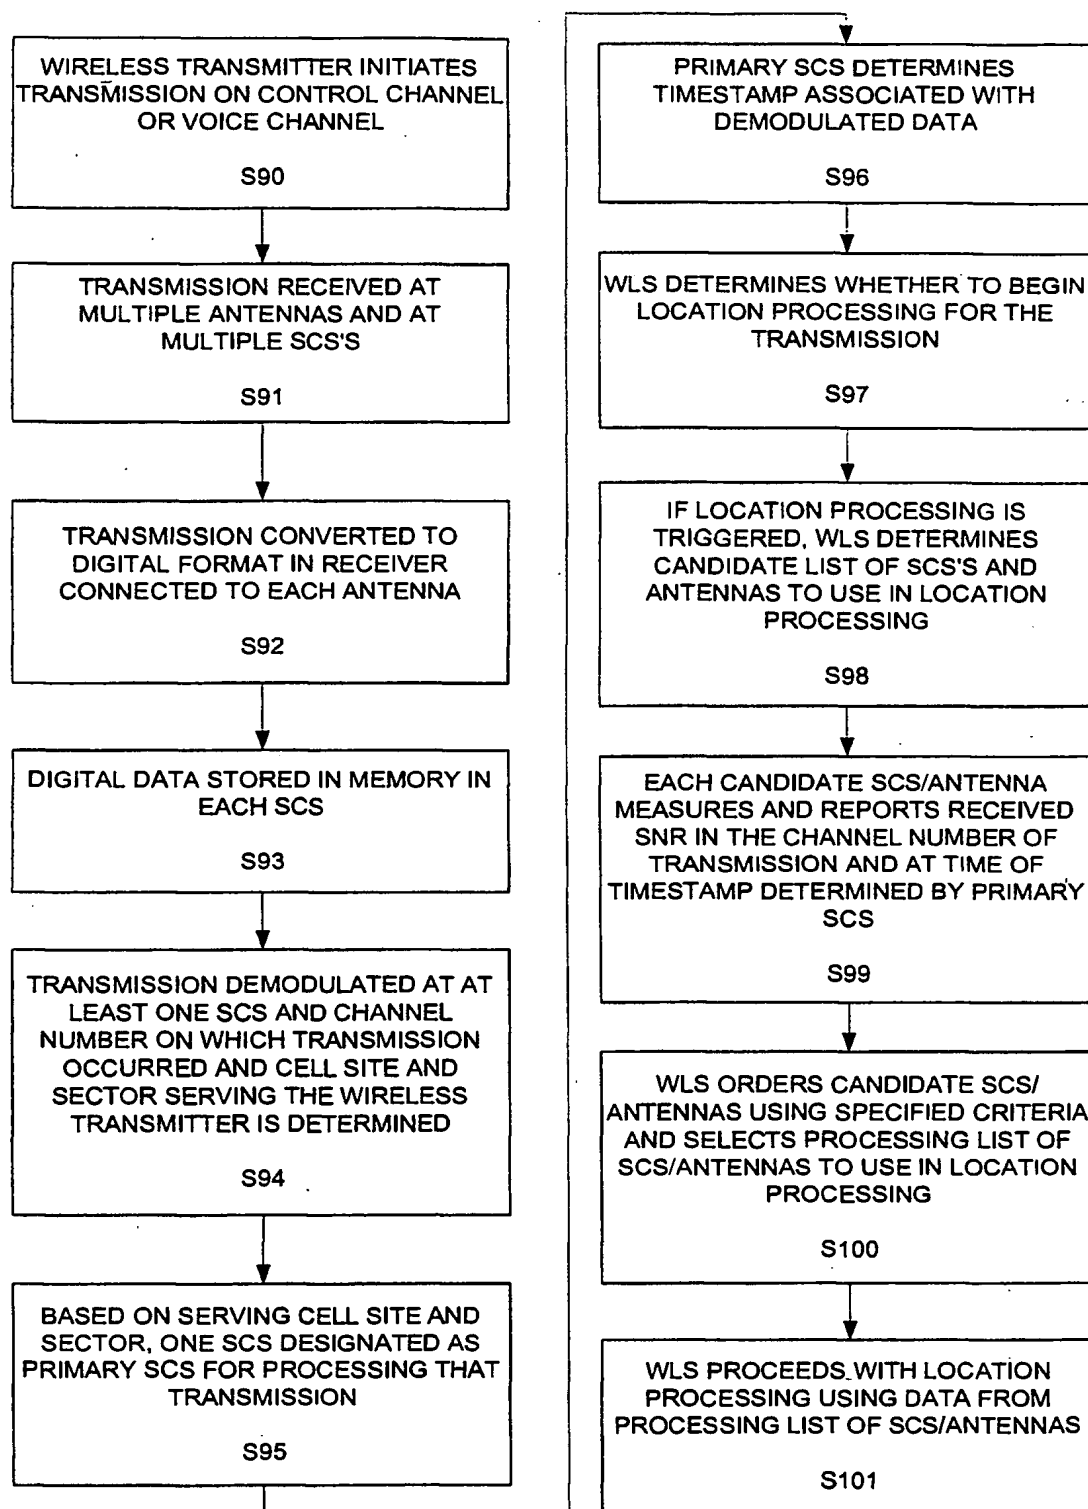 WIRELESS TRANSMITTER INITIATES
TRANSMISSION ON CONTROL CHANNEL
OR VOICE CHANNEL
S90
TRANSMISSION RECEIVED AT
MULTIPLE ANTENNAS AND AT
MULTIPLE SCS'S
S91
TRANSMISSION CONVERTED TO
DIGITAL FORMAT IN RECEIVER
CONNECTED TO EACH ANTENNA
S92
DIGITAL DATA STORED IN MEMORY IN
EACH SCS
S93
TRANSMISSION DEMODULATED AT AT
LEAST ONE SCS AND CHANNEL
NUMBER ON WHICH TRANSMISSION
OCCURRED AND CELL SITE AND
SECTOR SERVING THE WIRELESS
TRANSMITTER IS DETERMINED
S94
BASED ON SERVING CELL SITE AND
SECTOR, ONE SCS DESIGNATED AS
PRIMARY SCS FOR PROCESSING THAT
TRANSMISSION
S95
PRIMARY SCS DETERMINES
TIMESTAMP ASSOCIATED WITH
DEMODULATED DATA
S96
WLS DETERMINES WHETHER TO BEGIN
LOCATION PROCESSING FOR THE
TRANSMISSION
S97
IF LOCATION PROCESSING IS
TRIGGERED, WLS DETERMINES
CANDIDATE LIST OF SCS'S AND
ANTENNAS TO USE IN LOCATION
PROCESSING
S98
EACH CANDIDATE SCS/ANTENNA
MEASURES AND REPORTS RECEIVED
SNR IN THE CHANNEL NUMBER OF
TRANSMISSION AND AT TIME OF
TIMESTAMP DETERMINED BY PRIMARY
SCS
S99
WLS ORDERS CANDIDATE SCS/
ANTENNAS USING SPECIFIED CRITERIA
AND SELECTS PROCESSING LIST OF
SCS/ANTENNAS TO USE IN LOCATION
PROCESSING
S100
WLS PROCEEDS WITH LOCATION
PROCESSING USING DATA FROM
PROCESSING LIST OF SCS/ANTENNAS
S101